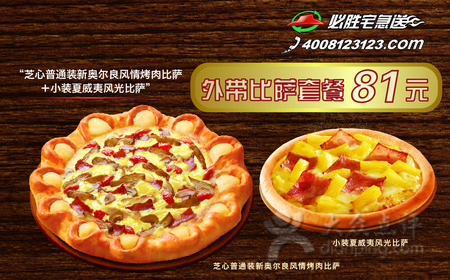 必胜宅急送
4008123123.com
“芝心普通装新奥尔良风情烤肉比萨
+小装夏威夷风光比萨”
外带比萨套餐 81元
小装夏威夷风光比萨
芝心普通装新奥尔良风情烤肉比萨